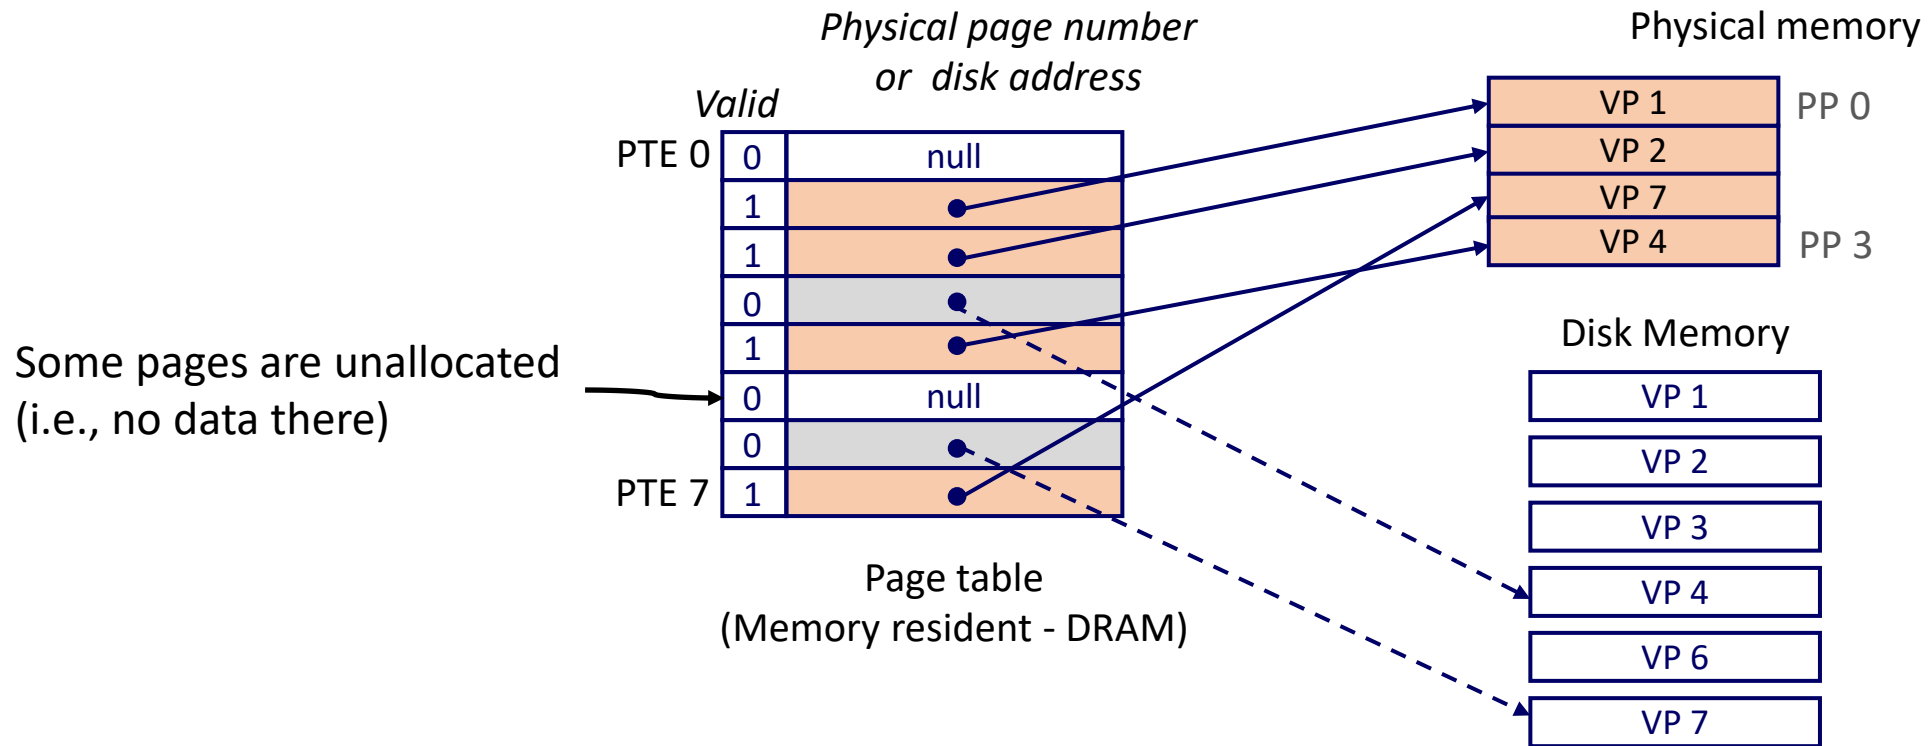 Physical page number
or disk address
Physical memory
Valid
PTE 0
0
null
1
1
0
1
0
null
0
PTE 7
1
VP 1
PP 0
VP 2
VP 7
VP 4
PP 3
Some pages are unallocated
(i.e., no data there)
Page table
(Memory resident - DRAM)
Disk Memory
VP 1
VP 2
VP 3
VP 4
VP 6
VP 7